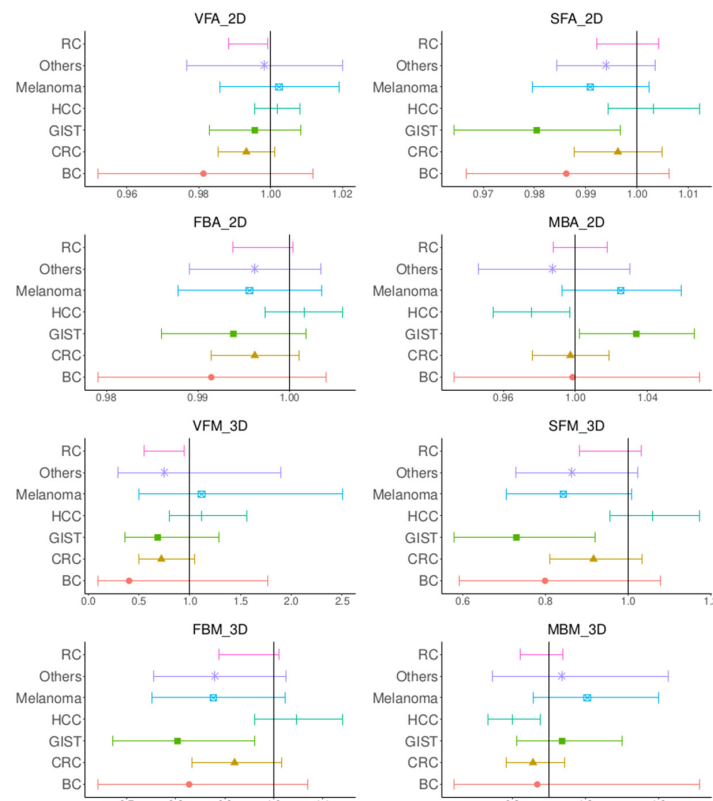 VFA_2D
RC
Others
Melanoma
HCC
GIST
CRC
BC
0.96 0.98 1.00 1.02
SFA_2D
RC
Others
Melanoma
HCC
GIST
CRC
BC
0.97 0.98 0.99 1.00 1.01
FBA_2D
RC
Others
Melanoma
HCC
GIST
CRC
BC
0.98 0.99 1.00
MBA_2D
RC
Others
Melanoma
HCC
GIST
CRC
BC
0.96 1.00 1.04
VFM_3D
RC
Others
Melanoma
HCC
GIST
CRC
BC
0.0 0.5 1.0 1.5 2.0 2.5
SFM_3D
RC
Others
Melanoma
HCC
GIST
CRC
BC
0.6 0.8 1.0
FBM_3D
RC
Others
Melanoma
HCC
GIST
CRC
BC
MBM_3D
RC
Others
Melanoma
HCC
GIST
CRC
BC